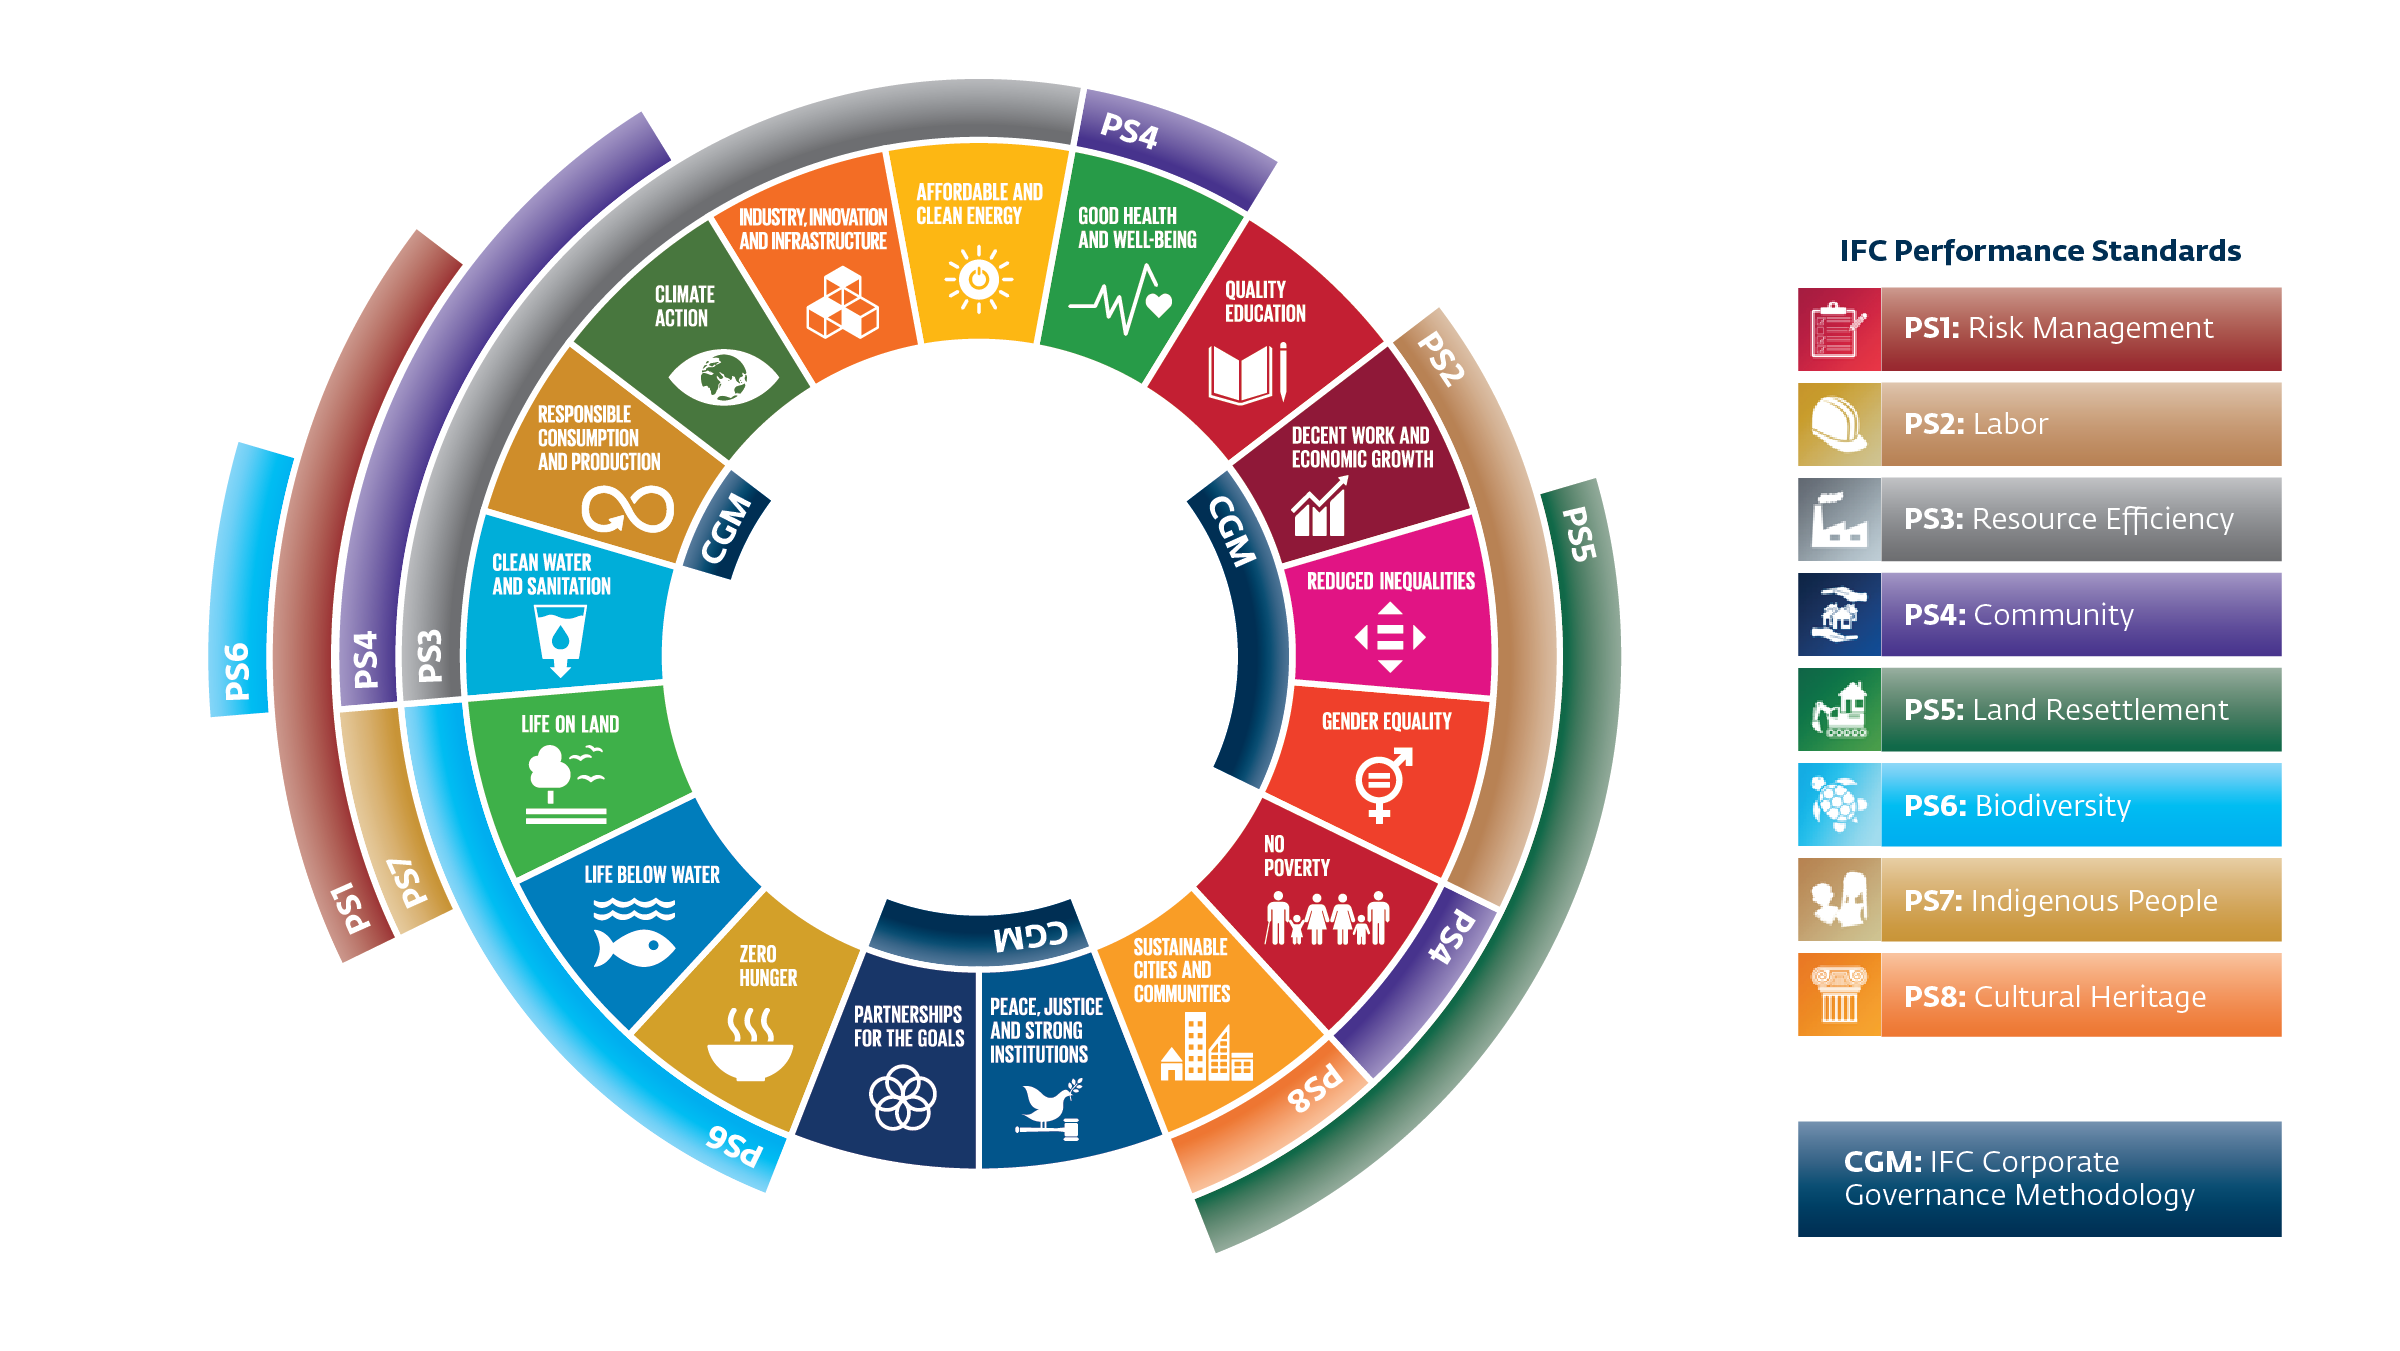 PS4
AFFORDABLE AND
CLEAN ENERGY
INDUSTRY, INNOVATION
AND INFRASTRUCTURE
GOOD HEALTH
AND WELL-BEING
CLIMATE
ACTION
QUALITY
EDUCATION
PS2
RESPONSIBLE
CONSUMPTION
AND PRODUCTION
DECENT WORK AND
ECONOMIC GROWTH
CGM
CGM
PS5
CLEAN WATER
AND SANITATION
REDUCED INEQUALITIES
PS6
PS4
PS3
LIFE ON LAND
GENDER EQUALITY
PS1
PS7
LIFE BELOW WATER
NO
POVERTY
PS4
CGM
ZERO
HUNGER
SUSTAINABLE
CITIES AND
COMMUNITIES
PARTNERSHIPS
FOR THE GOALS
PEACE, JUSTICE
AND STRONG
INSTITUTIONS
PS8
PS6
IFC Performance Standards
PS1: Risk Management
PS2: Labor
PS3: Resource Efficiency
PS4: Community
PS5: Land Resettlement
PS6: Biodiversity
PS7: Indigenous People
PS8: Cultural Heritage
CGM: IFC Corporate
Governance Methodology